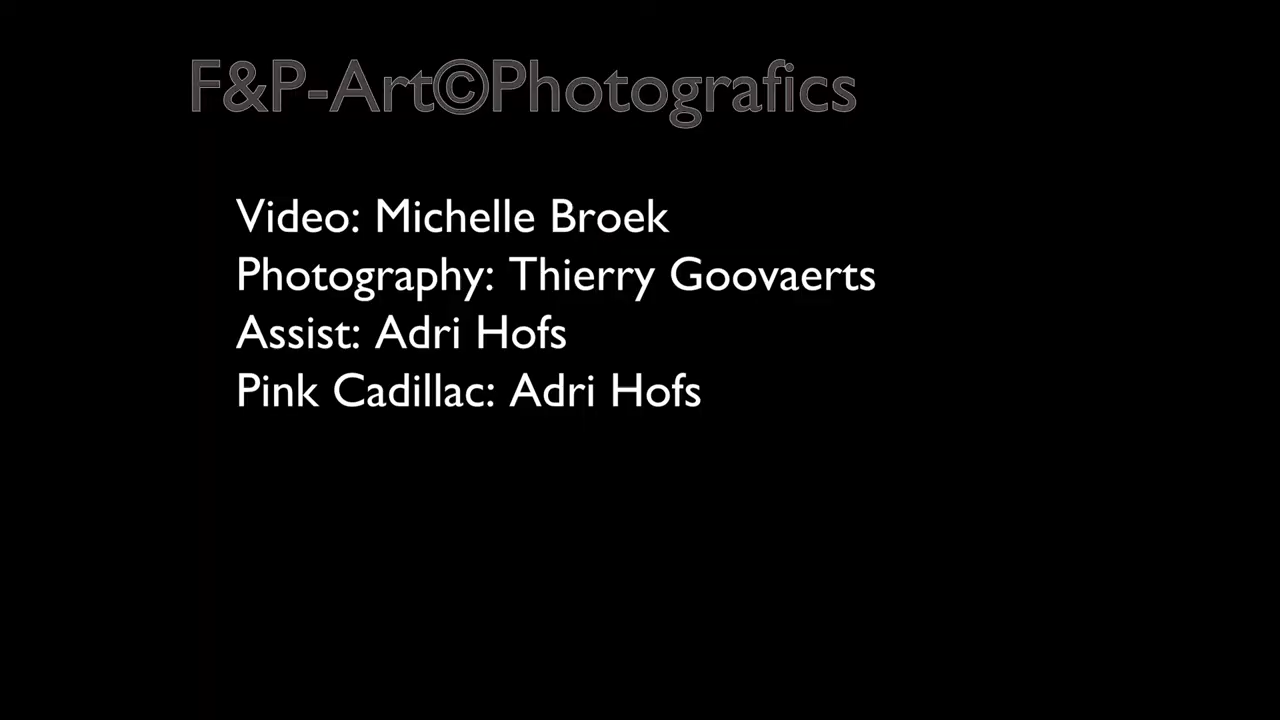 F&P-Art©Photografics
Video: Michelle Broek
Photography: Thierry Goovaerts
Assist: Adri Hofs
Pink Cadillac: Adri Hofs